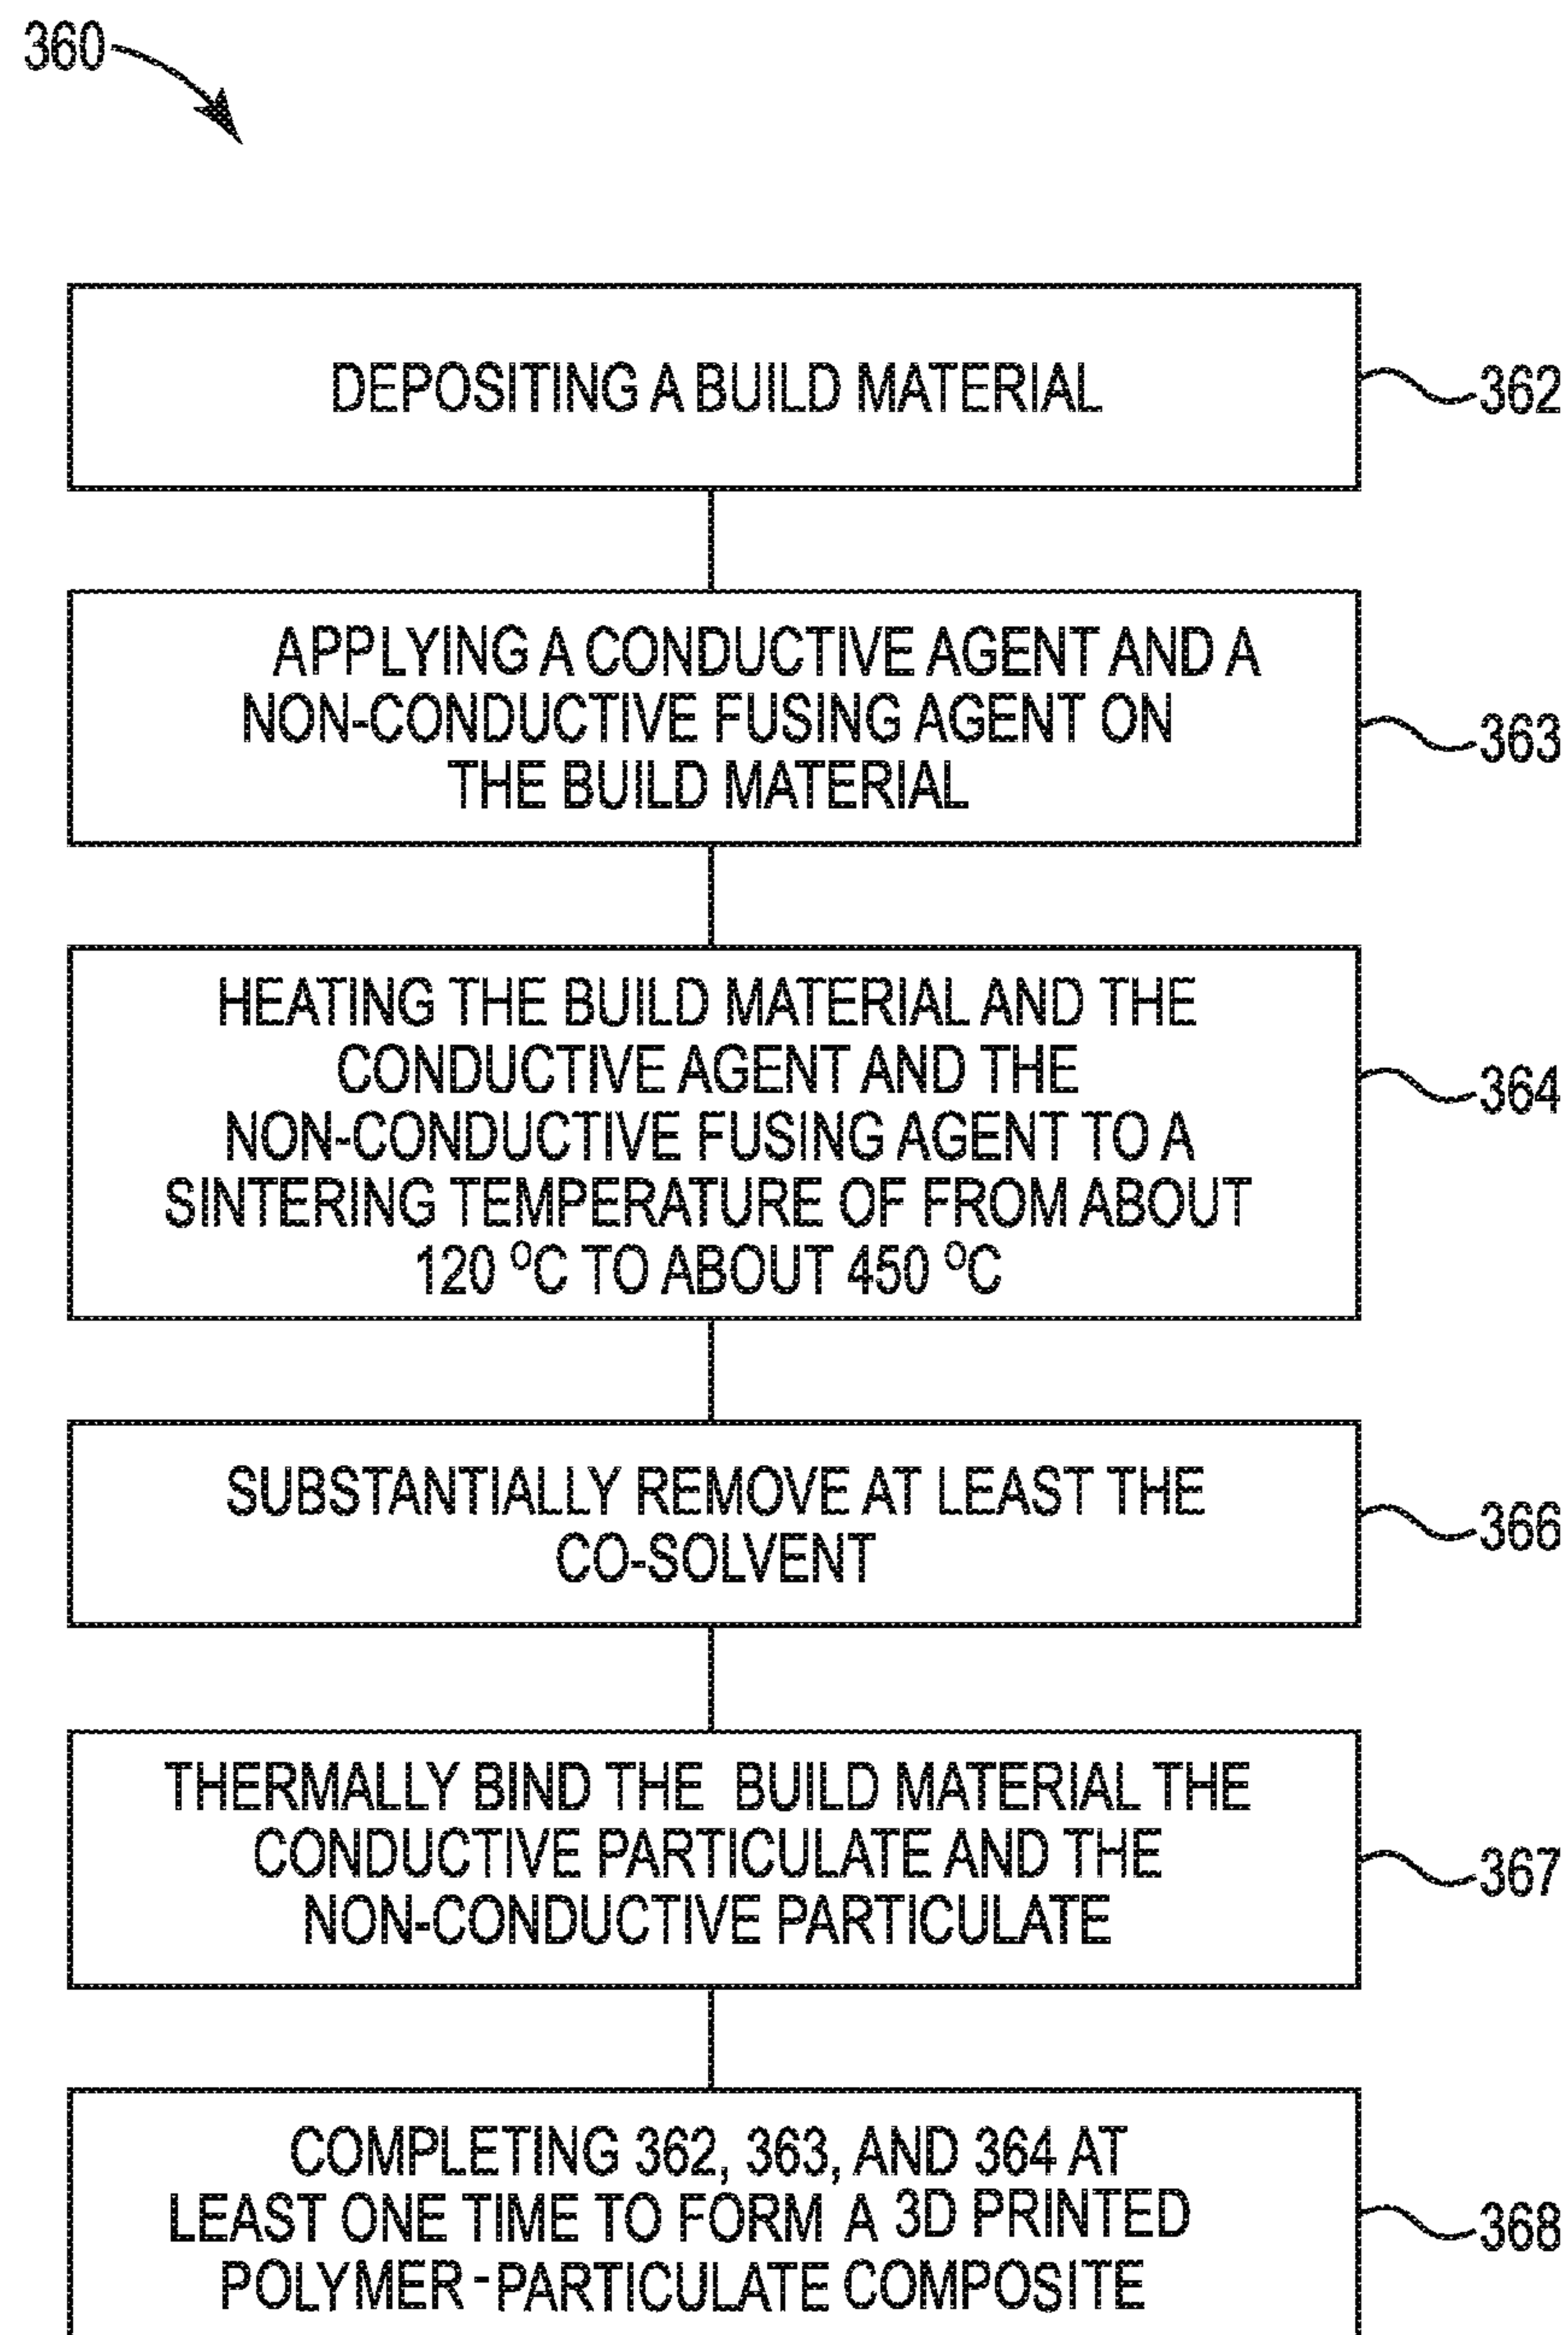 360
DEPOSITING A BUILD MATERIAL
362
APPLYING A CONDUCTIVE AGENT AND A
NON-CONDUCTIVE FUSING AGENT ON
THE BUILD MATERIAL
363
HEATING THE BUILD MATERIAL AND THE
CONDUCTIVE AGENT AND THE
NON-CONDUCTIVE FUSING AGENT TO A
SINTERING TEMPERATURE OF FROM ABOUT
120 °C TO ABOUT 450 °C
364
SUBSTANTIALLY REMOVE AT LEAST THE
CO-SOLVENT
366
THERMALLY BIND THE BUILD MATERIAL THE
CONDUCTIVE PARTICULATE AND THE
NON-CONDUCTIVE PARTICULATE
367
COMPLETING 362, 363, AND 364 AT
LEAST ONE TIME TO FORM A 3D PRINTED
POLYMER-PARTICULATE COMPOSITE
368